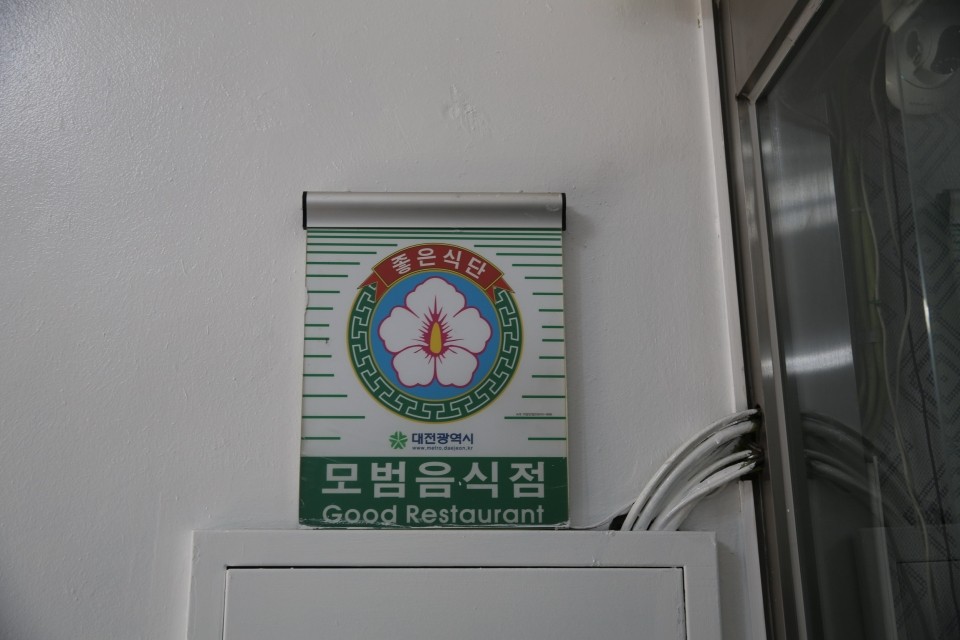 좋은식단
대전광역시
www.metro.daejeon.kr
모범음식점
Good Restaurant